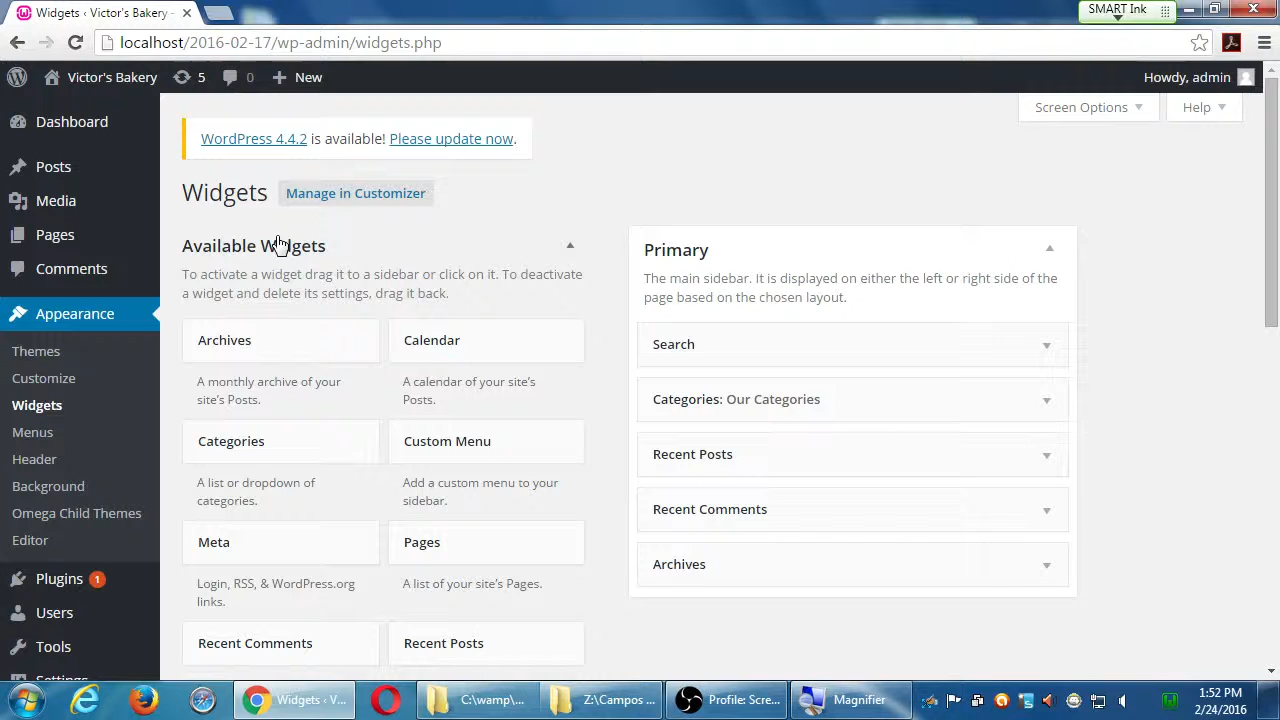 Widgets ‹ Victor's Bakery -
SMART Ink
localhost/2016-02-17/wp-admin/widgets.php
Victor's Bakery 5 0 New Howdy, admin
Screen Options Help
Dashboard
Posts
Media
Pages
Comments
Appearance
Themes
Customize
Widgets
Menus
Header
Background
Omega Child Themes
Editor
Plugins 1
Users
Tools
Settings
WordPress 4.4.2 is available! Please update now.
Widgets Manage in Customizer
Available Widgets
To activate a widget drag it to a sidebar or click on it. To deactivate
a widget and delete its settings, drag it back.
Archives Calendar
A monthly archive of your A calendar of your site's
site's Posts. Posts.
Categories Custom Menu
A list or dropdown of Add a custom menu to your
categories. sidebar.
Meta Pages
Login, RSS, & WordPress.org A list of your site's Pages.
links.
Recent Comments Recent Posts
Primary
The main sidebar. It is displayed on either the left or right side of the
page based on the chosen layout.
Search
Categories: Our Categories
Recent Posts
Recent Comments
Archives
Widgets ‹ V... C:\wamp\... Z:\Campos ... Profile: Scre... Magnifier
1:52 PM
2/24/2016